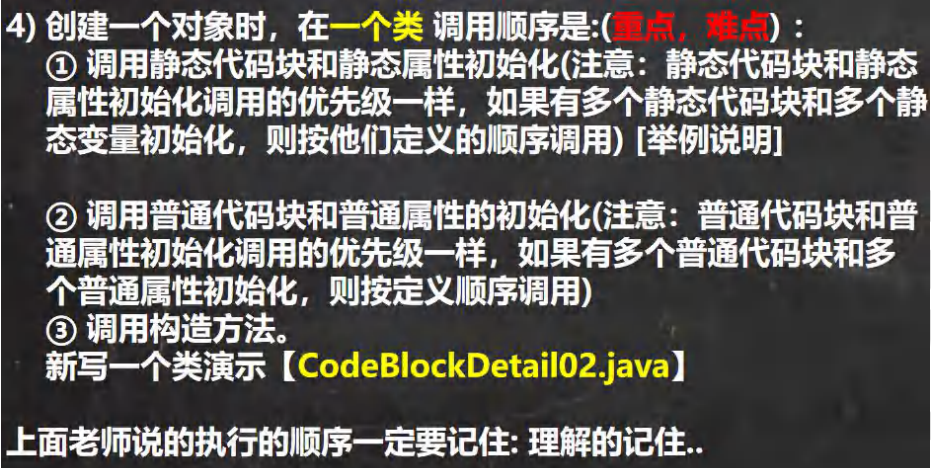 4) 创建一个对象时，在一个类 调用顺序是:(重点，难点)：
① 调用静态代码块和静态属性初始化(注意：静态代码块和静态
属性初始化调用的优先级一样，如果有多个静态代码块和多个静
态变量初始化，则按他们定义的顺序调用) [举例说明]
② 调用普通代码块和普通属性的初始化(注意：普通代码块和普
通属性初始化调用的优先级一样，如果有多个普通代码块和多
个普通属性初始化，则按定义顺序调用)
③ 调用构造方法。
新写一个类演示【CodeBlockDetail02.java】
上面老师说的执行的顺序一定要记住: 理解的记住..